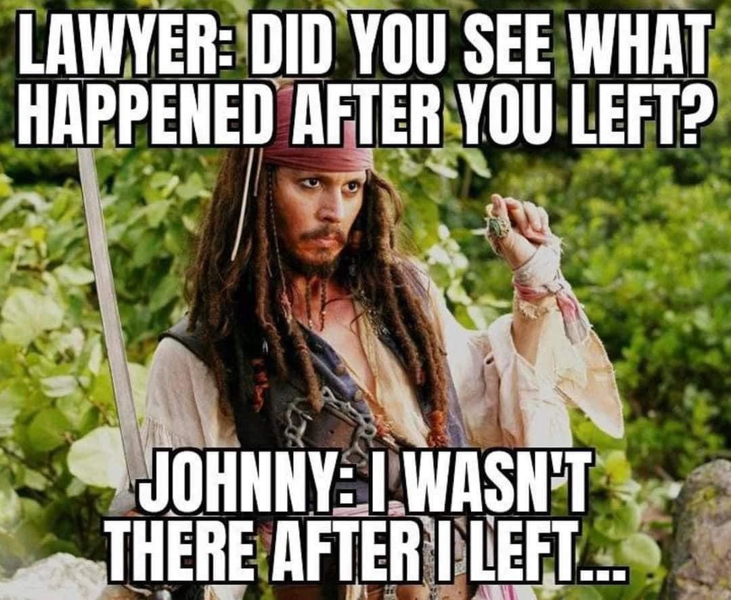 LAWYER: DID YOU SEE WHAT
HAPPENED AFTER YOU LEFT?
JOHNNY: I WASN'T
THERE AFTER I LEFT...